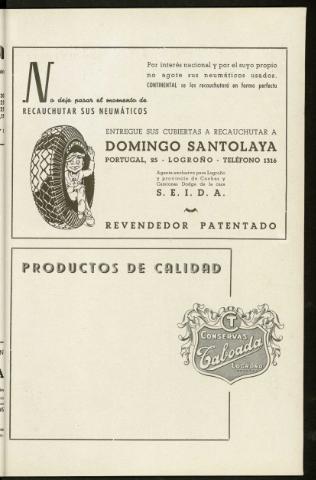 No deje pasar el momento de
RECAUCHUTAR SUS NEUMÁTICOS
Por interés nacional y por el suyo propio
no agote sus neumáticos usados.
CONTINENTAL se los recauchutará en forma perfecta
ENTREGUE SUS CUBIERTAS A RECAUCHUTAR A
DOMINGO SANTOLAYA
PORTUGAL, 25 - LOGROÑO - TELÉFONO 1316
Agente exclusivo para Logroño
y provincia de Coches y
Camiones Dodge de la casa
S. E. I. D. A.
REVENDEDOR PATENTADO
PRODUCTOS DE CALIDAD
T
CONSERVAS
Taboada
LOGROÑO